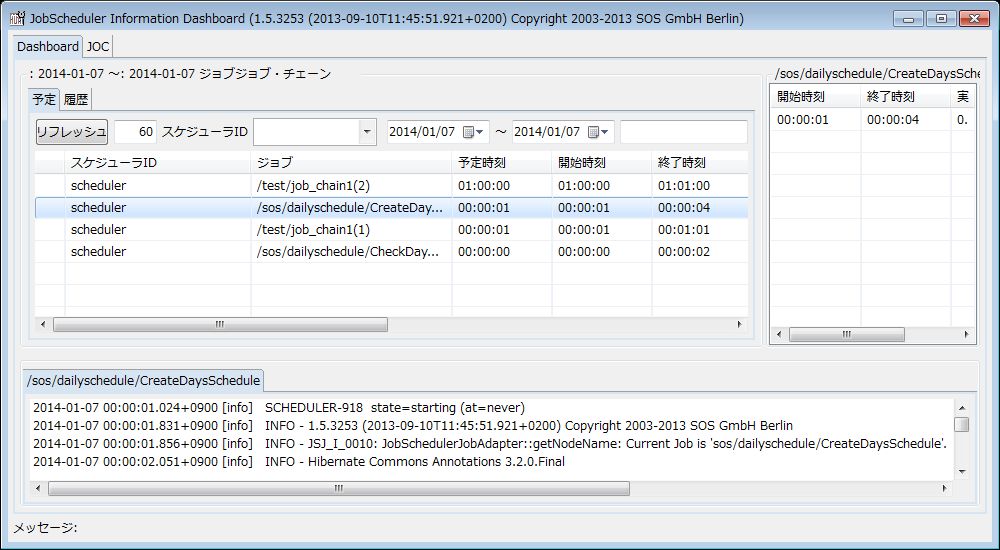 JobScheduler Information Dashboard (1.5.3253 (2013-09-10T11:45:51.921+0200) Copyright 2003-2013 SOS GmbH Berlin)
Dashboard JOC
: 2014-01-07 ～: 2014-01-07 ジョブジョブ・チェーン
予定 履歴
リフレッシュ 60 スケジューラID 2014/01/07 ～ 2014/01/07
スケジューラID ジョブ 予定時刻 開始時刻 終了時刻
scheduler /test/job_chain1(2) 01:00:00 01:00:00 01:01:00
scheduler /sos/dailyschedule/CreateDay... 00:00:01 00:00:01 00:00:04
scheduler /test/job_chain1(1) 00:00:01 00:00:01 00:01:01
scheduler /sos/dailyschedule/CheckDay... 00:00:00 00:00:00 00:00:02
/sos/dailyschedule/CreateDaysSche
開始時刻 終了時刻 実
00:00:01 00:00:04 0.
/sos/dailyschedule/CreateDaysSchedule
2014-01-07 00:00:01.024+0900 [info] SCHEDULER-918 state=starting (at=never)
2014-01-07 00:00:01.831+0900 [info] INFO - 1.5.3253 (2013-09-10T11:45:51.921+0200) Copyright 2003-2013 SOS GmbH Berlin
2014-01-07 00:00:01.856+0900 [info] INFO - JSJ_I_0010: JobSchedulerJobAdapter::getNodeName: Current Job is 'sos/dailyschedule/CreateDaysSchedule'.
2014-01-07 00:00:02.051+0900 [info] INFO - Hibernate Commons Annotations 3.2.0.Final
メッセージ: